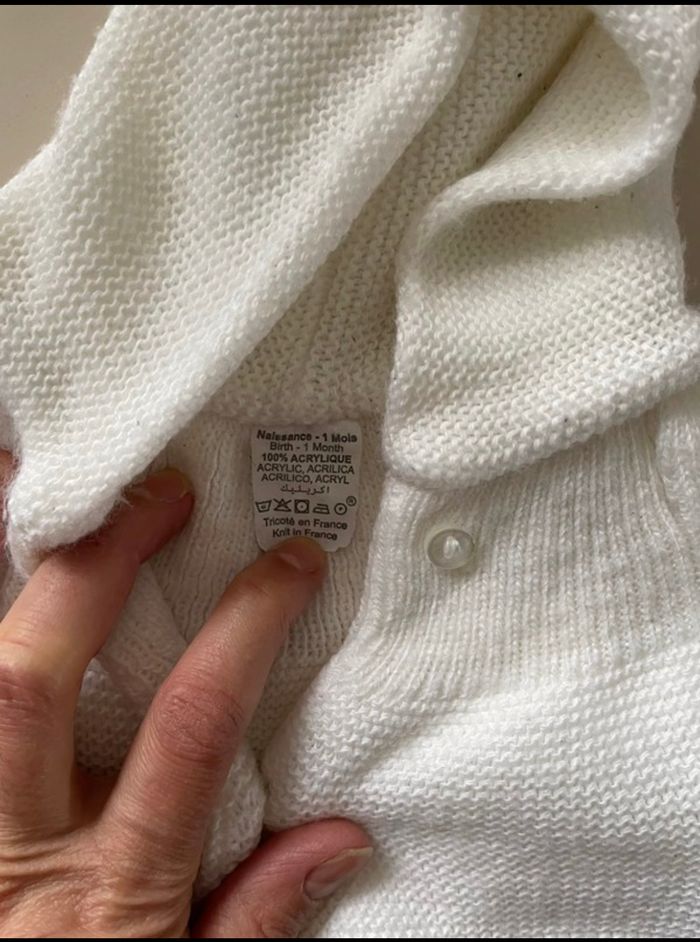 Naissance - 1 Mois
Birth - 1 Month
100% ACRYLIQUE
ACRYLIC, ACRILICA
ACRILICO, ACRYL
اكريليك
®
Tricoté en France
Knit in France